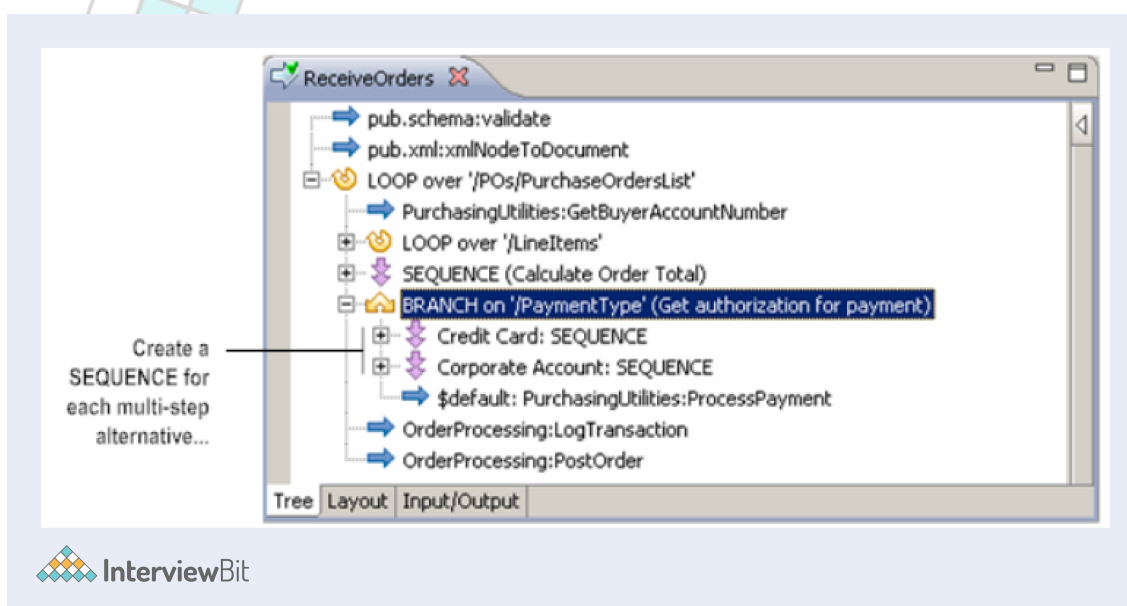 ReceiveOrders
pub.schema:validate
pub.xml:xmlNodeToDocument
LOOP over '/POs/PurchaseOrdersList'
PurchasingUtilities:GetBuyerAccountNumber
LOOP over '/LineItems'
SEQUENCE (Calculate Order Total)
BRANCH on '/PaymentType' (Get authorization for payment)
Credit Card: SEQUENCE
Corporate Account: SEQUENCE
$default: PurchasingUtilities:ProcessPayment
OrderProcessing:LogTransaction
OrderProcessing:PostOrder
Create a
SEQUENCE for
each multi-step
alternative...
Tree Layout Input/Output
InterviewBit